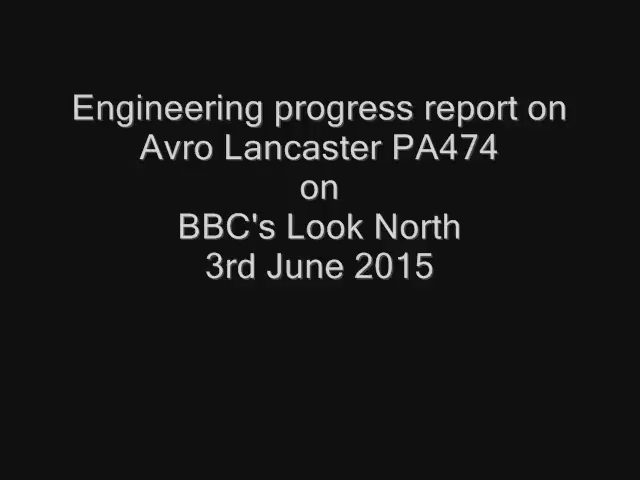 Engineering progress report on
Avro Lancaster PA474
on
BBC's Look North
3rd June 2015